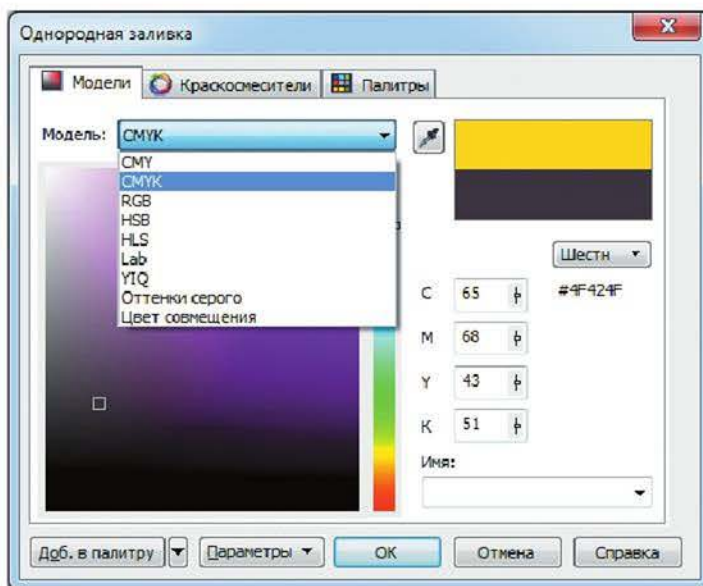 Однородная заливка
Модели Краскосмесители Палитры
Модель: CMYK
CMY
CMYK
RGB
HSB
HLS
Lab
YIQ
Оттенки серого
Цвет совмещения
Шестн
C 65 #4F424F
M 68
Y 43
K 51
Имя:
Доб. в палитру Параметры OK Отмена Справка